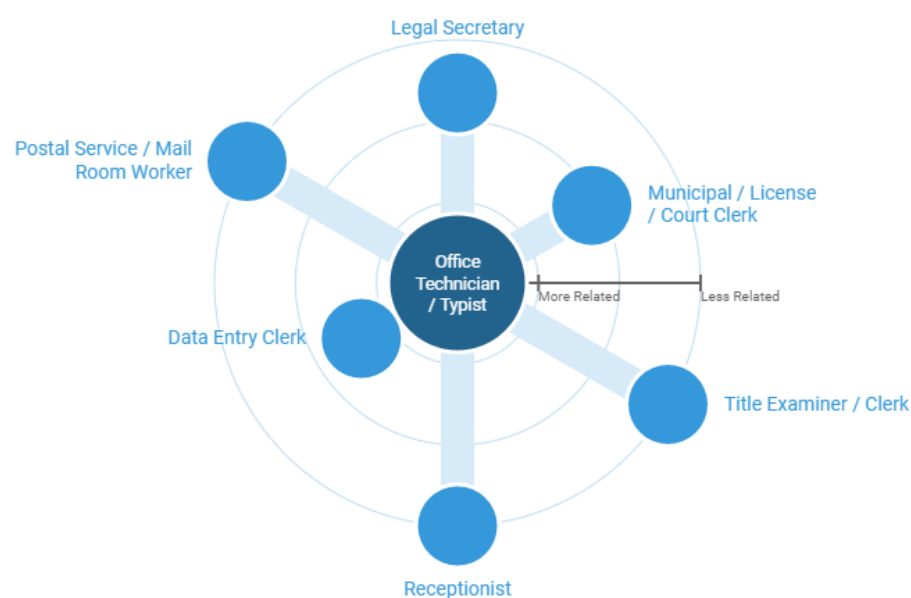 Legal Secretary
Postal Service / Mail
Room Worker
Municipal / License
/ Court Clerk
Office
Technician
/ Typist
More Related
Less Related
Data Entry Clerk
Title Examiner / Clerk
Receptionist